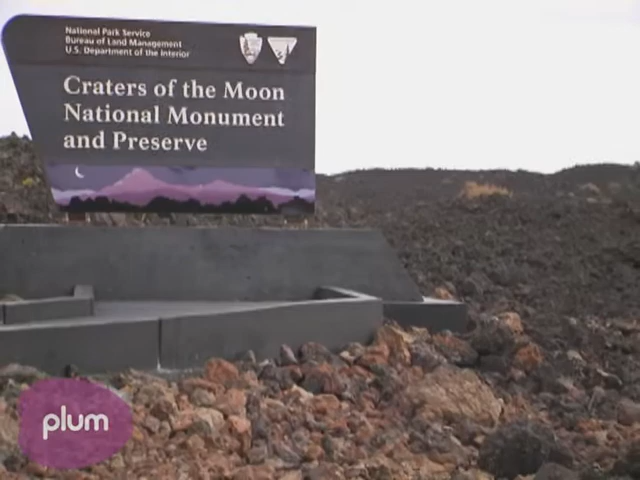 National Park Service
Bureau of Land Management
U.S. Department of the Interior
Craters of the Moon
National Monument
and Preserve
plum